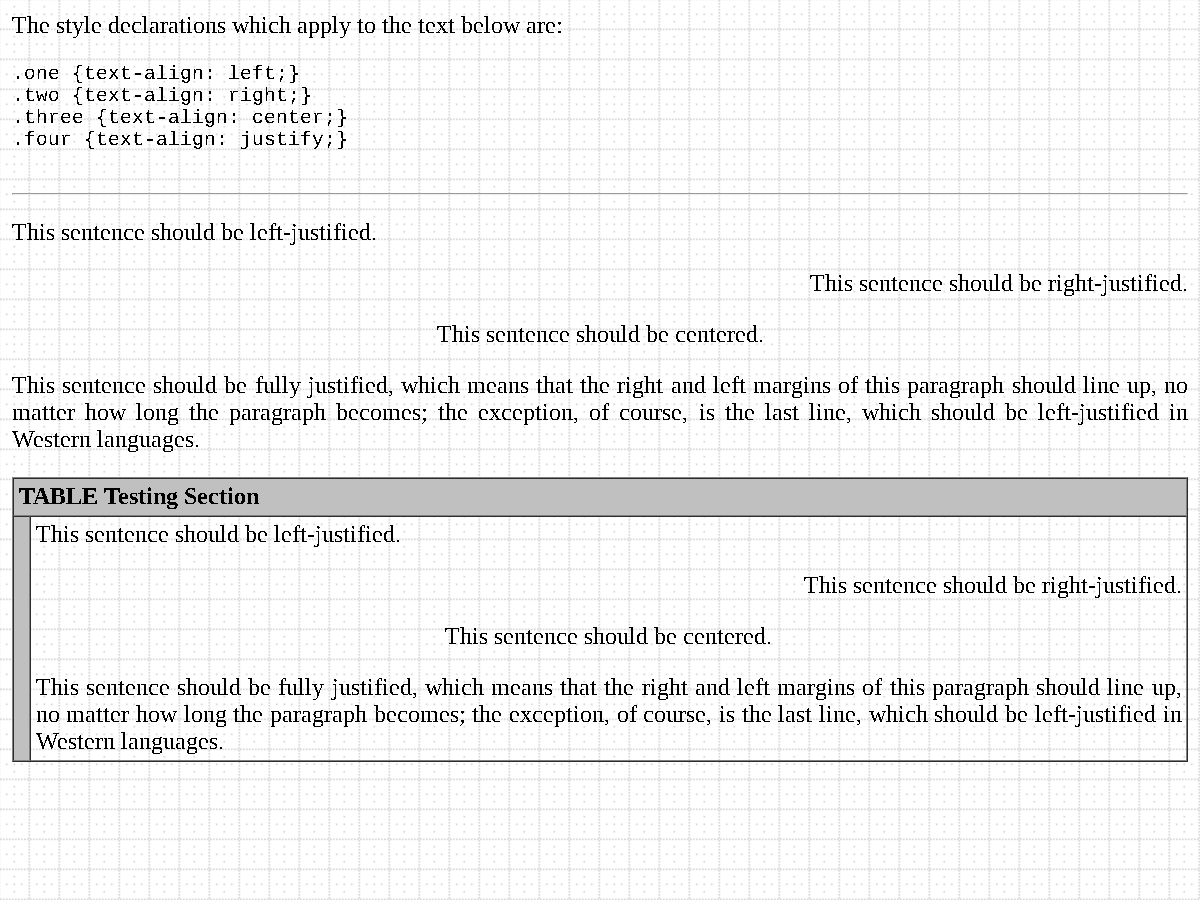 The style declarations which apply to the text below are:
.one {text-align: left;}
.two {text-align: right;}
.three {text-align: center;}
.four {text-align: justify;}
This sentence should be left-justified.
This sentence should be right-justified.
This sentence should be centered.
This sentence should be fully justified, which means that the right and left margins of this paragraph should line up, no
matter how long the paragraph becomes; the exception, of course, is the last line, which should be left-justified in
Western languages.
TABLE Testing Section
This sentence should be left-justified.
This sentence should be right-justified.
This sentence should be centered.
This sentence should be fully justified, which means that the right and left margins of this paragraph should line up,
no matter how long the paragraph becomes; the exception, of course, is the last line, which should be left-justified in
Western languages.